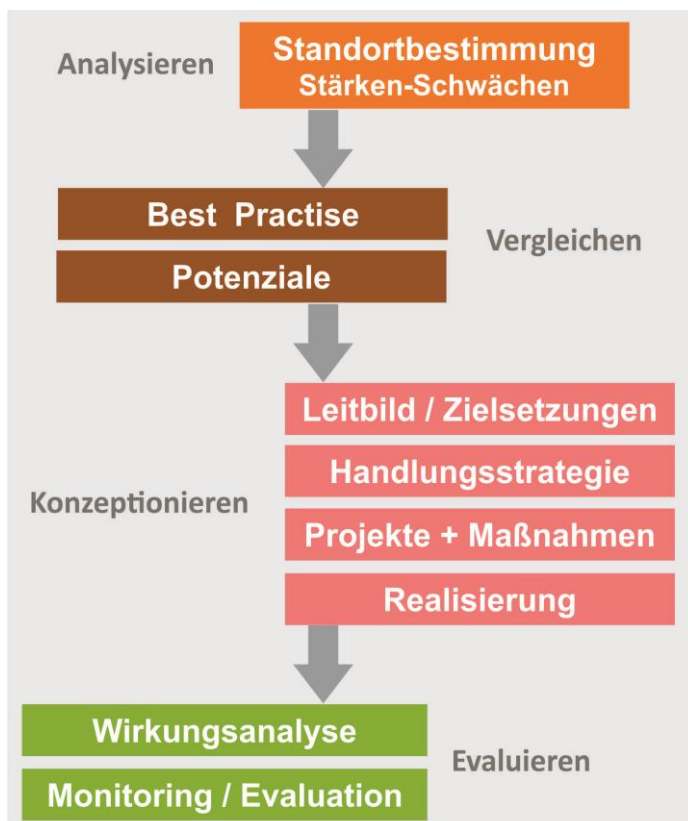 Analysieren
Standortbestimmung
Stärken-Schwächen
Best Practise
Potenziale
Vergleichen
Leitbild / Zielsetzungen
Handlungsstrategie
Konzeptionieren
Projekte + Maßnahmen
Realisierung
Wirkungsanalyse
Evaluieren
Monitoring / Evaluation